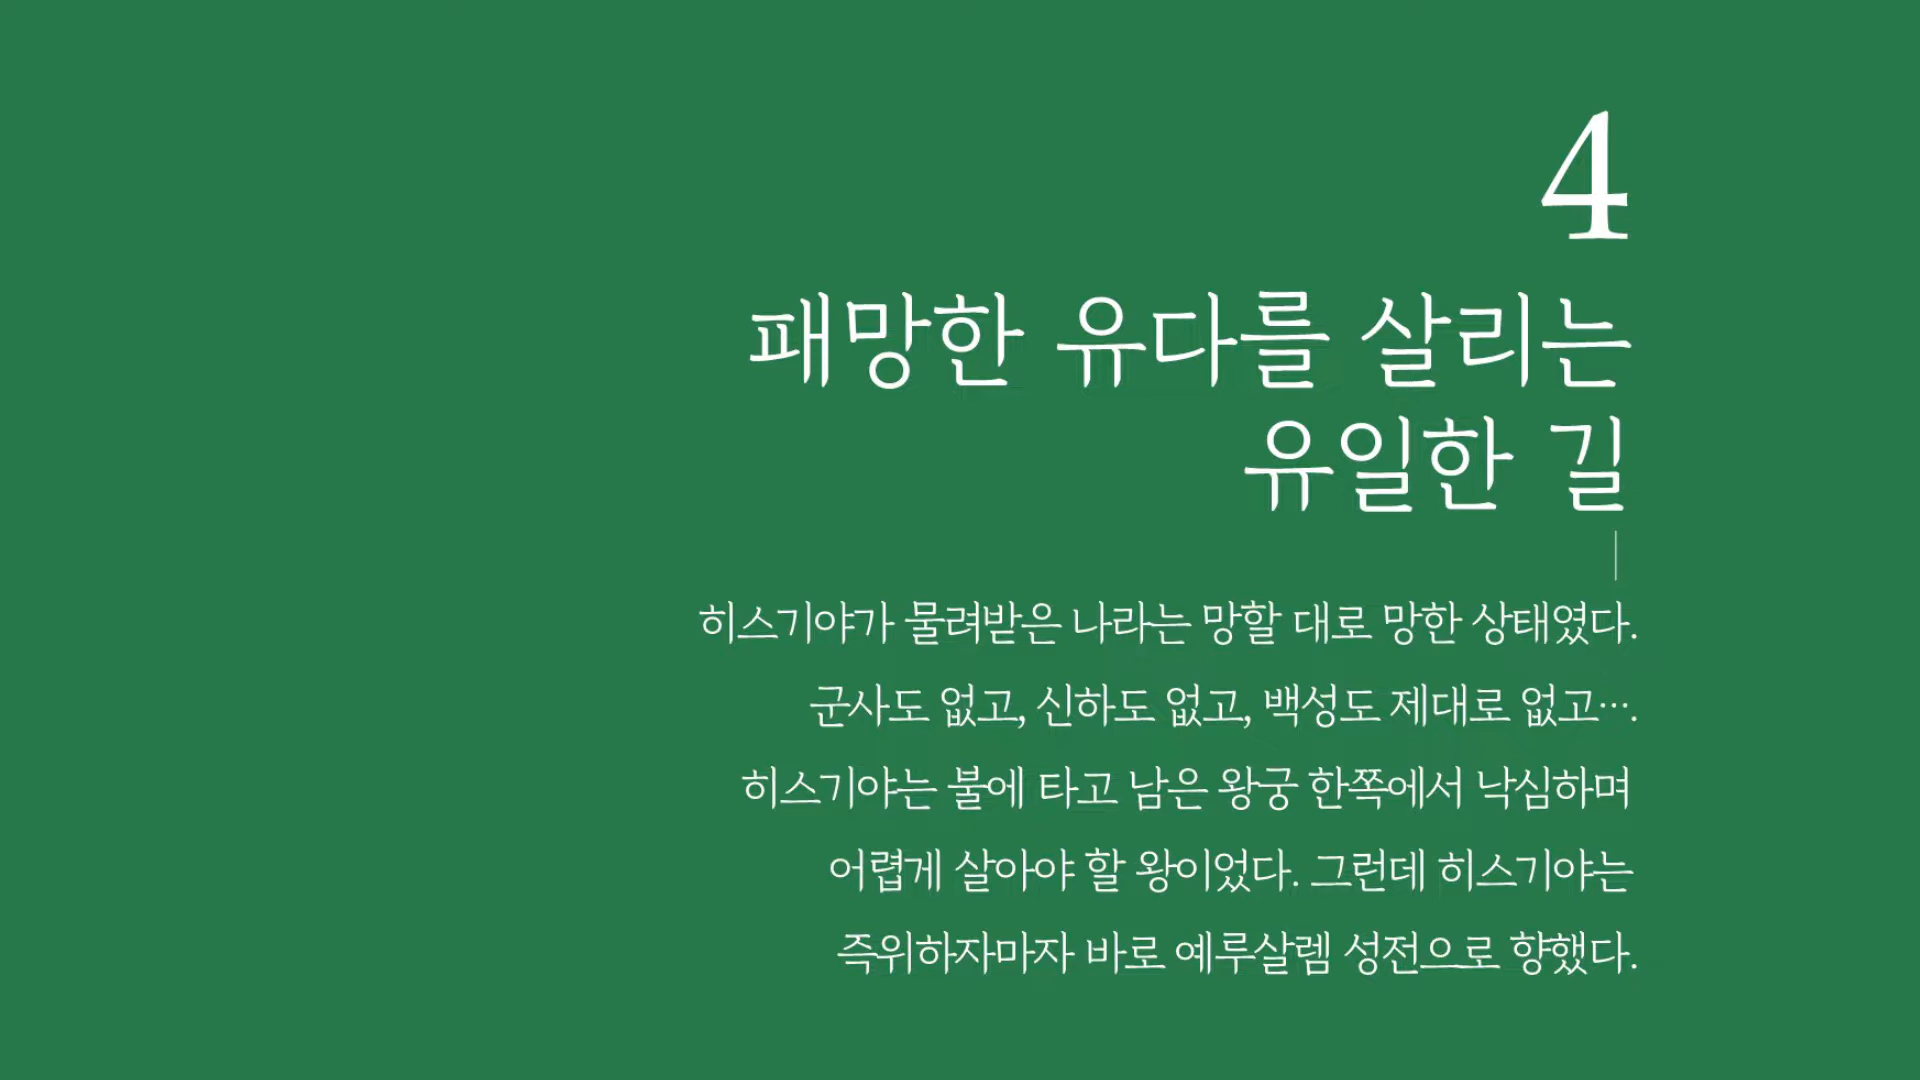 4
패망한 유다를 살리는
유일한 길
히스기야가 물려받은 나라는 망할 대로 망한 상태였다.
군사도 없고, 신하도 없고, 백성도 제대로 없고….
히스기야는 불에 타고 남은 왕궁 한쪽에서 낙심하며
어렵게 살아야 할 왕이었다. 그런데 히스기야는
즉위하자마자 바로 예루살렘 성전으로 향했다.